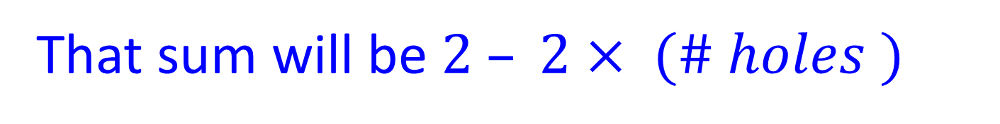 That sum will be 2 – 2 × (# holes )